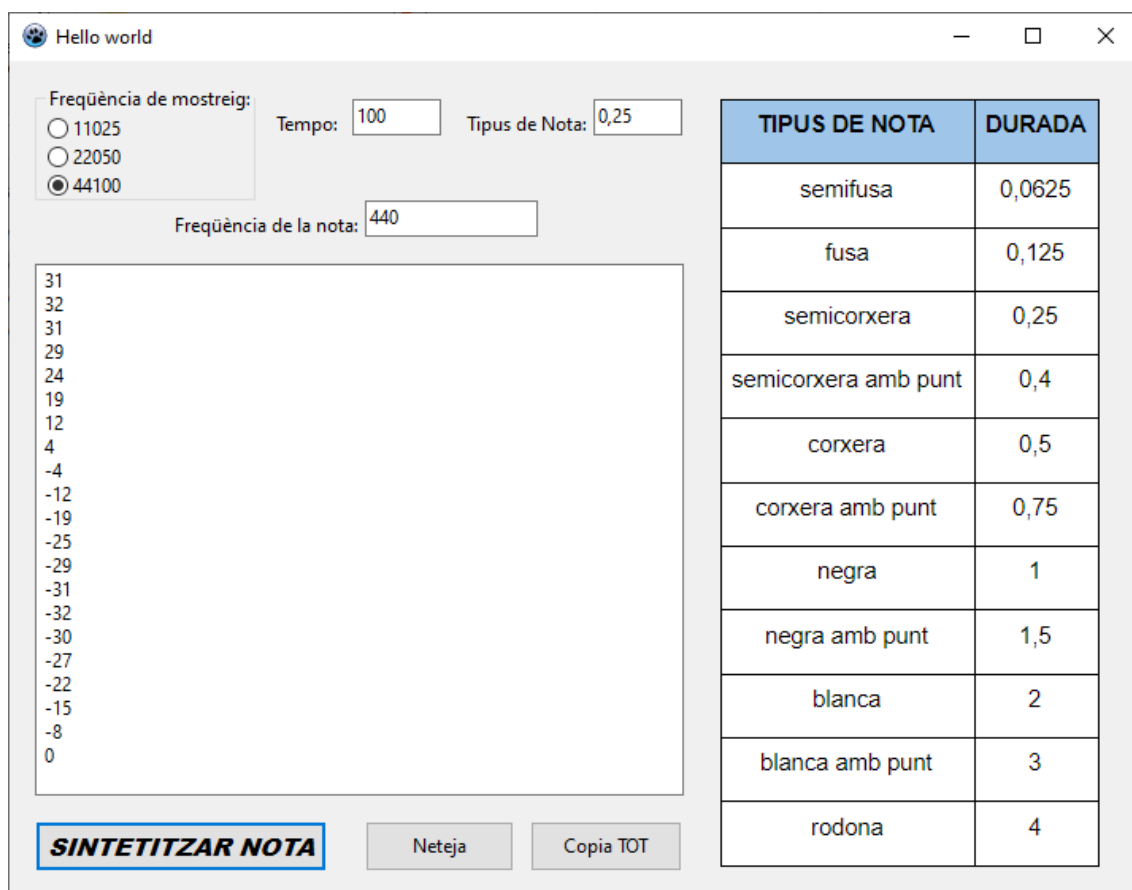 Hello world
Freqüència de mostreig:
11025
22050
44100
Tempo: 100
Tipus de Nota: 0,25
Freqüència de la nota: 440
31
32
31
29
24
19
12
4
-4
-12
-19
-25
-29
-31
-32
-30
-27
-22
-15
-8
0
SINTETITZAR NOTA
Neteja
Copia TOT
TIPUS DE NOTA DURADA
semifusa 0,0625
fusa 0,125
semicorxera 0,25
semicorxera amb punt 0,4
corxera 0,5
corxera amb punt 0,75
negra 1
negra amb punt 1,5
blanca 2
blanca amb punt 3
rodona 4